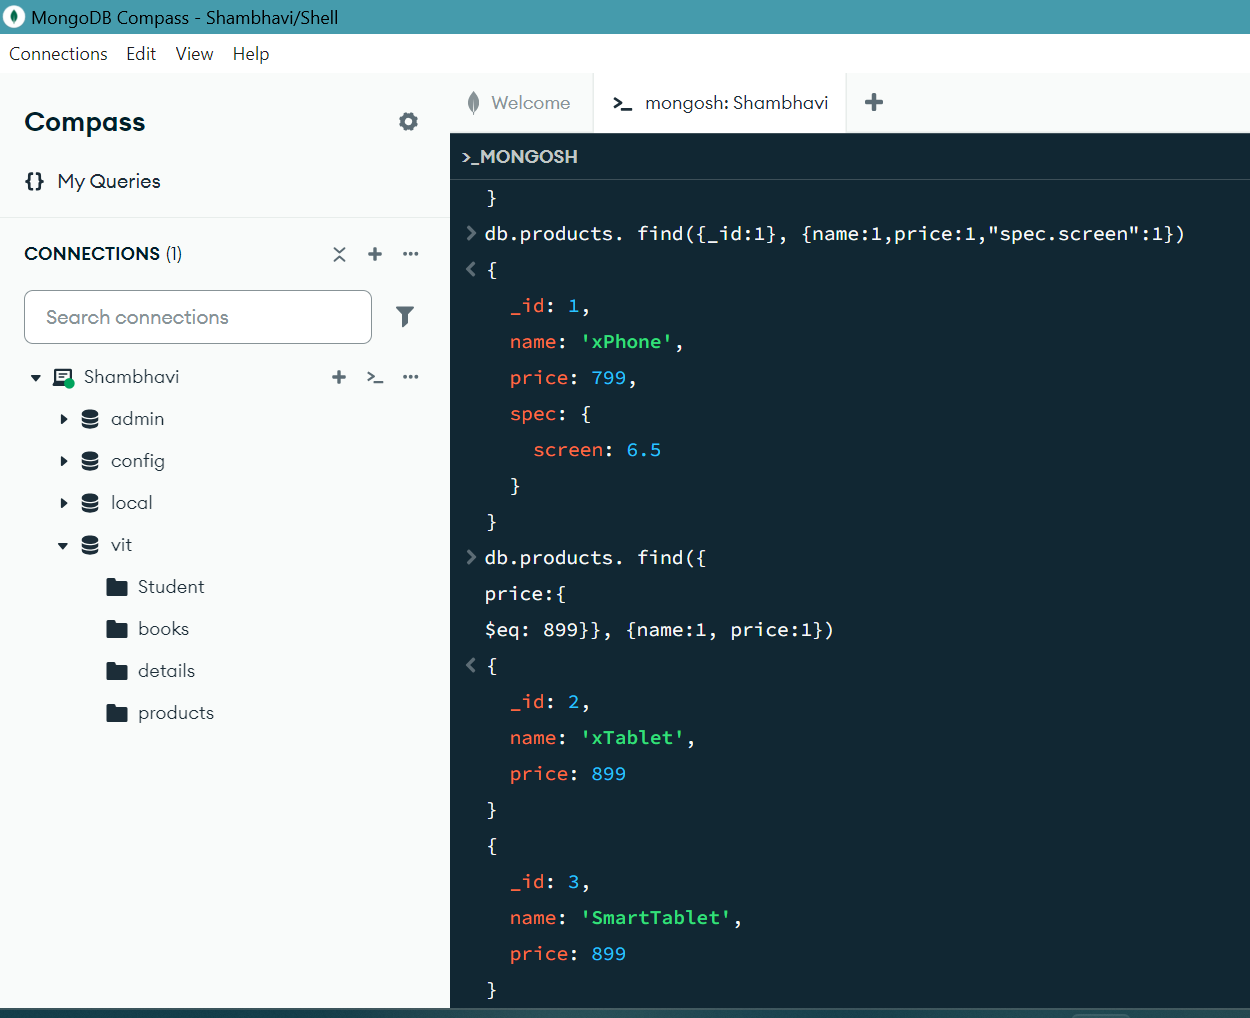 MongoDB Compass - Shambhavi/Shell
Connections Edit View Help
Compass
{} My Queries
CONNECTIONS (1)
Search connections
Shambhavi
admin
config
local
vit
Student
books
details
products
Welcome
>_ mongosh: Shambhavi
>_MONGOSH
}
> db.products. find({_id:1}, {name:1,price:1,"spec.screen":1})
< {
_id: 1,
name: 'xPhone',
price: 799,
spec: {
screen: 6.5
}
}
> db.products. find({
price:{
$eq: 899}}, {name:1, price:1})
< {
_id: 2,
name: 'xTablet',
price: 899
}
{
_id: 3,
name: 'SmartTablet',
price: 899
}